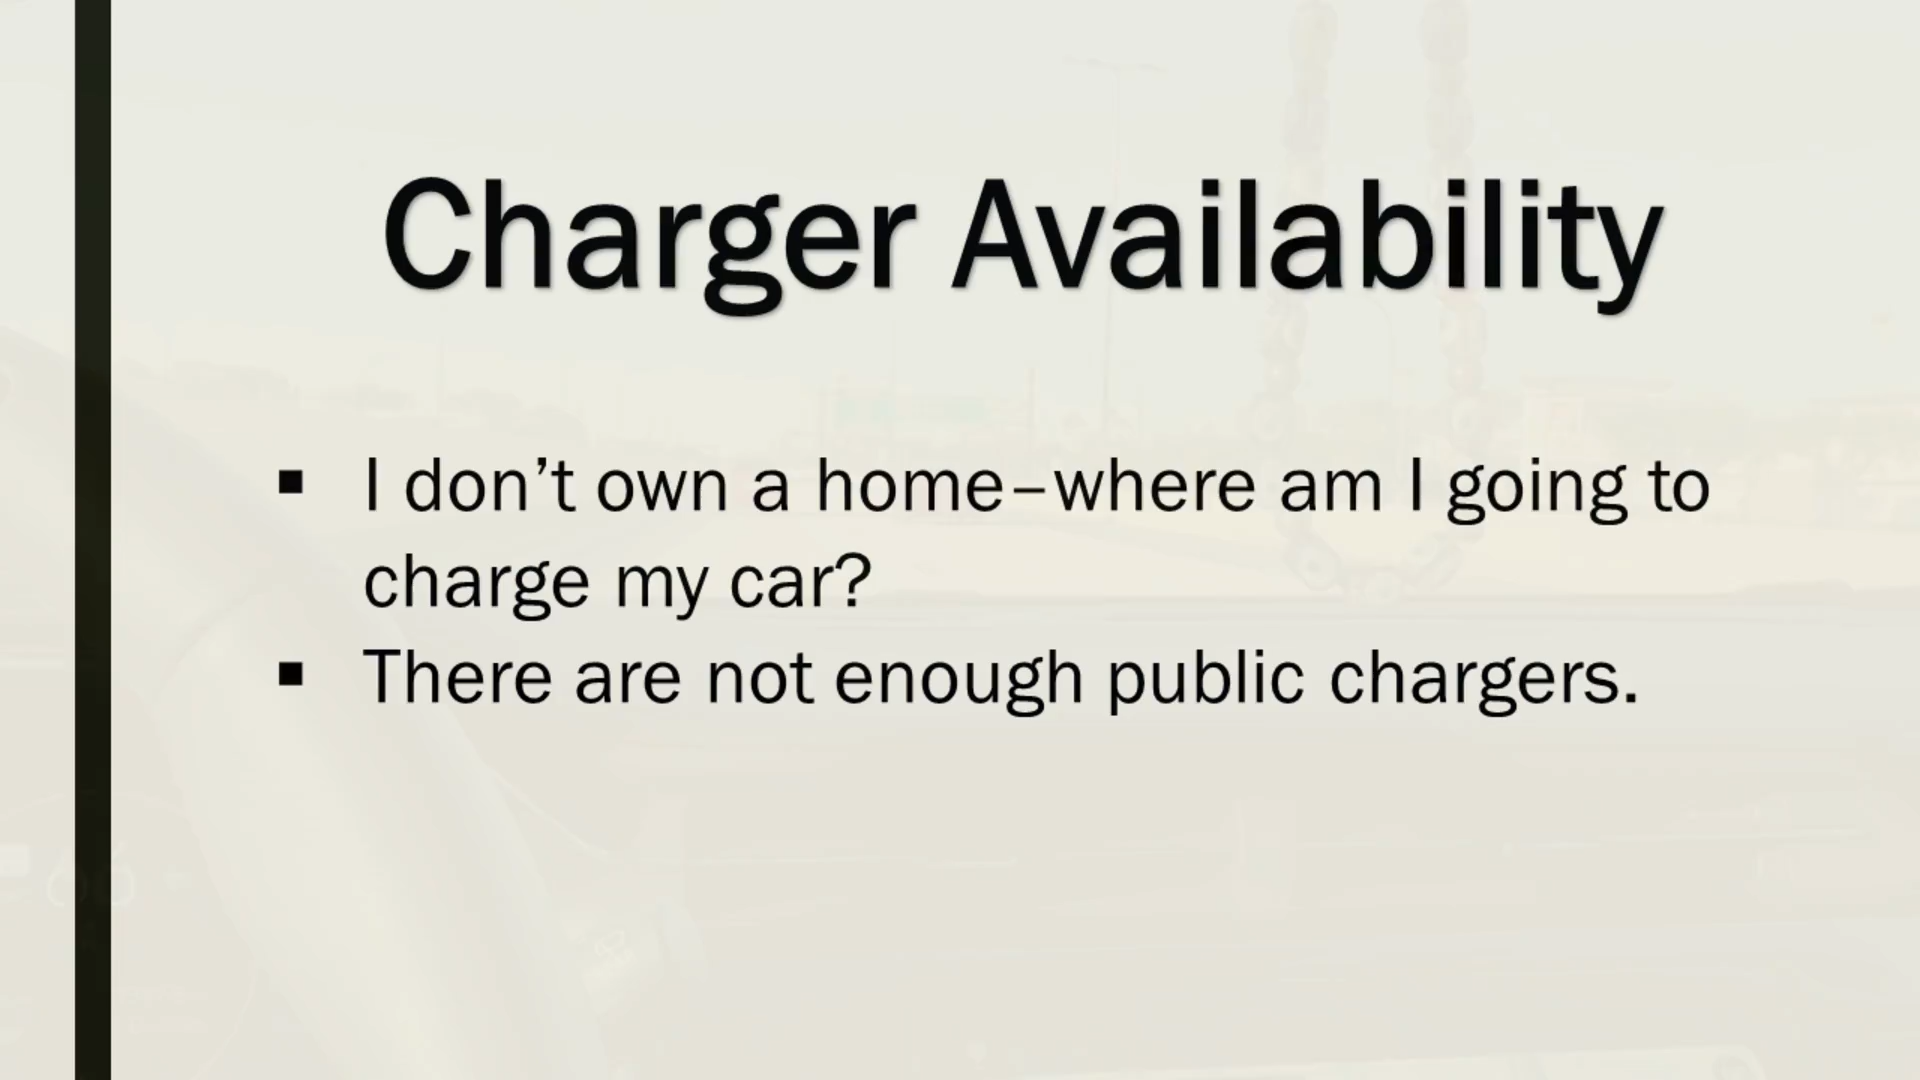 Charger Availability
▪ I don’t own a home–where am I going to
charge my car?
▪ There are not enough public chargers.